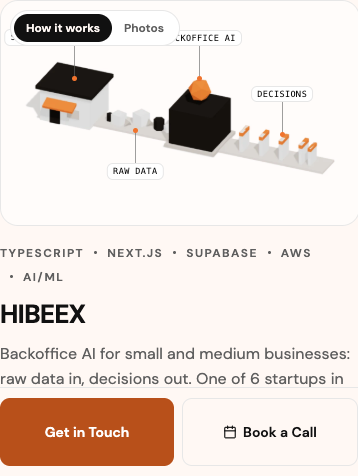 How it works
Photos
CKOFFICE AI
DECISIONS
RAW DATA
TYPESCRIPT • NEXT.JS • SUPABASE • AWS
• AI/ML
HIBEEX
Backoffice AI for small and medium businesses:
raw data in, decisions out. One of 6 startups in
Get in Touch
Book a Call